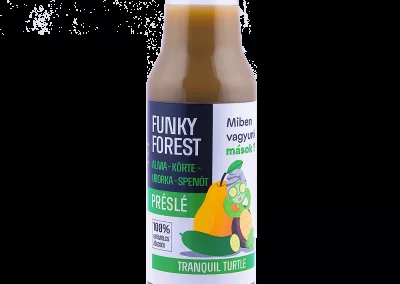 FUNKY
FOREST
ALMA - KÖRTE -
UBORKA - SPENÓT
PRÉSLÉ
100%
Miben
vagyunk
mások?
TRANQUIL TURTLE